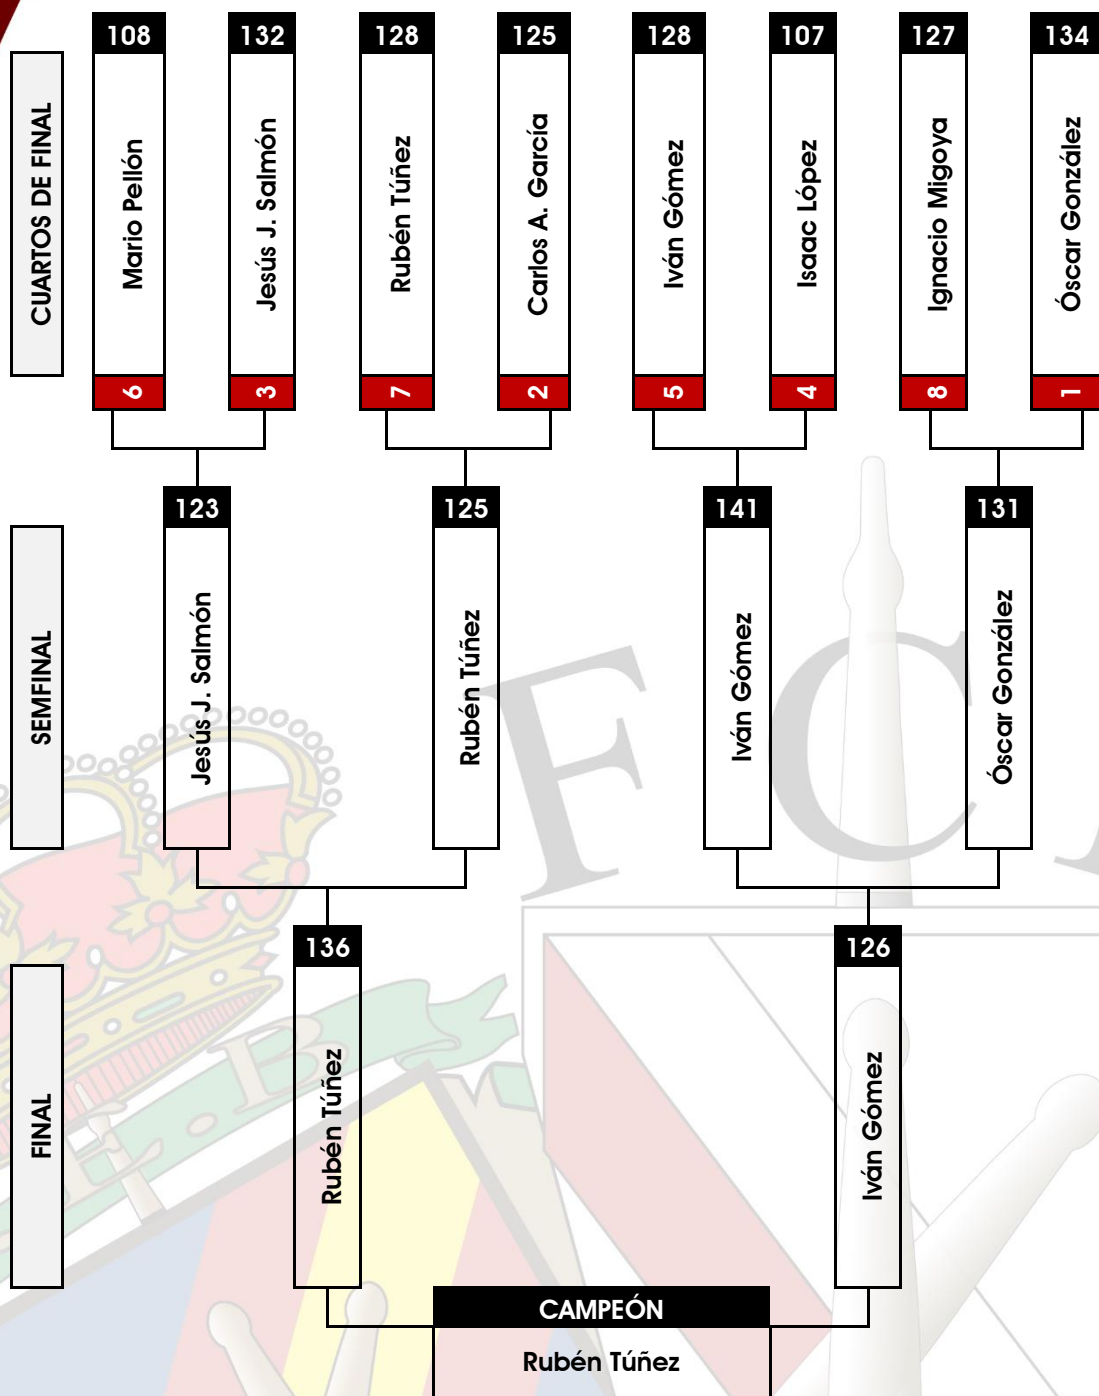 108 132 128 125 128 107 127 134
CUARTOS DE FINAL
Mario Pellón
Jesús J. Salmón
Rubén Túñez
Carlos A. García
Iván Gómez
Isaac López
Ignacio Migoya
Óscar González
6 3 7 2 5 4 8 1
123 125 141 131
SEMFINAL
Jesús J. Salmón
Rubén Túñez
Iván Gómez
Óscar González
F C
136 126
FINAL
Rubén Túñez
Iván Gómez
E.B.
CAMPEÓN
Rubén Túñez